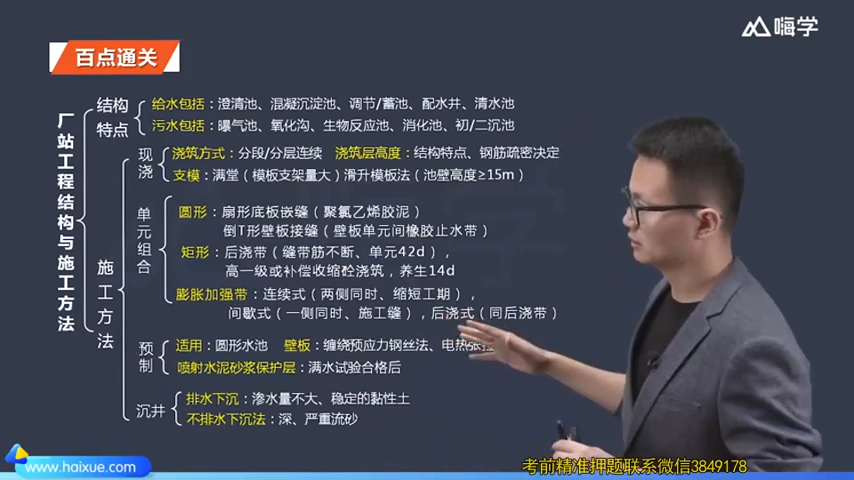 百点通关
嗨学
厂站工程结构与施工方法
结构特点
给水包括：澄清池、混凝沉淀池、调节/蓄池、配水井、清水池
污水包括：曝气池、氧化沟、生物反应池、消化池、初/二沉池
施工方法
现浇
浇筑方式：分段/分层连续 浇筑层高度：结构特点、钢筋疏密决定
支模：满堂（模板支架量大）滑升模板法（池壁高度≥15m）
单元组合
圆形：扇形底板嵌缝（聚氯乙烯胶泥）
倒T形壁板接缝（壁板单元间橡胶止水带）
矩形：后浇带（缝带筋不断、单元42d），
高一级或补偿收缩砼浇筑，养生14d
膨胀加强带：连续式（两侧同时、缩短工期），
间歇式（一侧同时、施工缝），后浇式（同后浇带）
预制
适用：圆形水池 壁板：缠绕预应力钢丝法、电热张拉
喷射水泥砂浆保护层：满水试验合格后
沉井
排水下沉：渗水量不大、稳定的黏性土
不排水下沉法：深、严重流砂
www.haixue.com
考前精准押题联系微信3849178